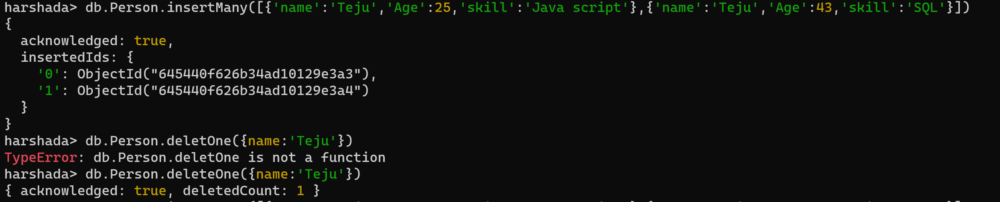 harshada> db.Person.insertMany([{'name':'Teju','Age':25,'skill':'Java script'},{'name':'Teju','Age':43,'skill':'SQL'}])
{
  acknowledged: true,
  insertedIds: {
    '0': ObjectId("645440f626b34ad10129e3a3"),
    '1': ObjectId("645440f626b34ad10129e3a4")
  }
}
harshada> db.Person.deletOne({name:'Teju'})
TypeError: db.Person.deletOne is not a function
harshada> db.Person.deleteOne({name:'Teju'})
{ acknowledged: true, deletedCount: 1 }